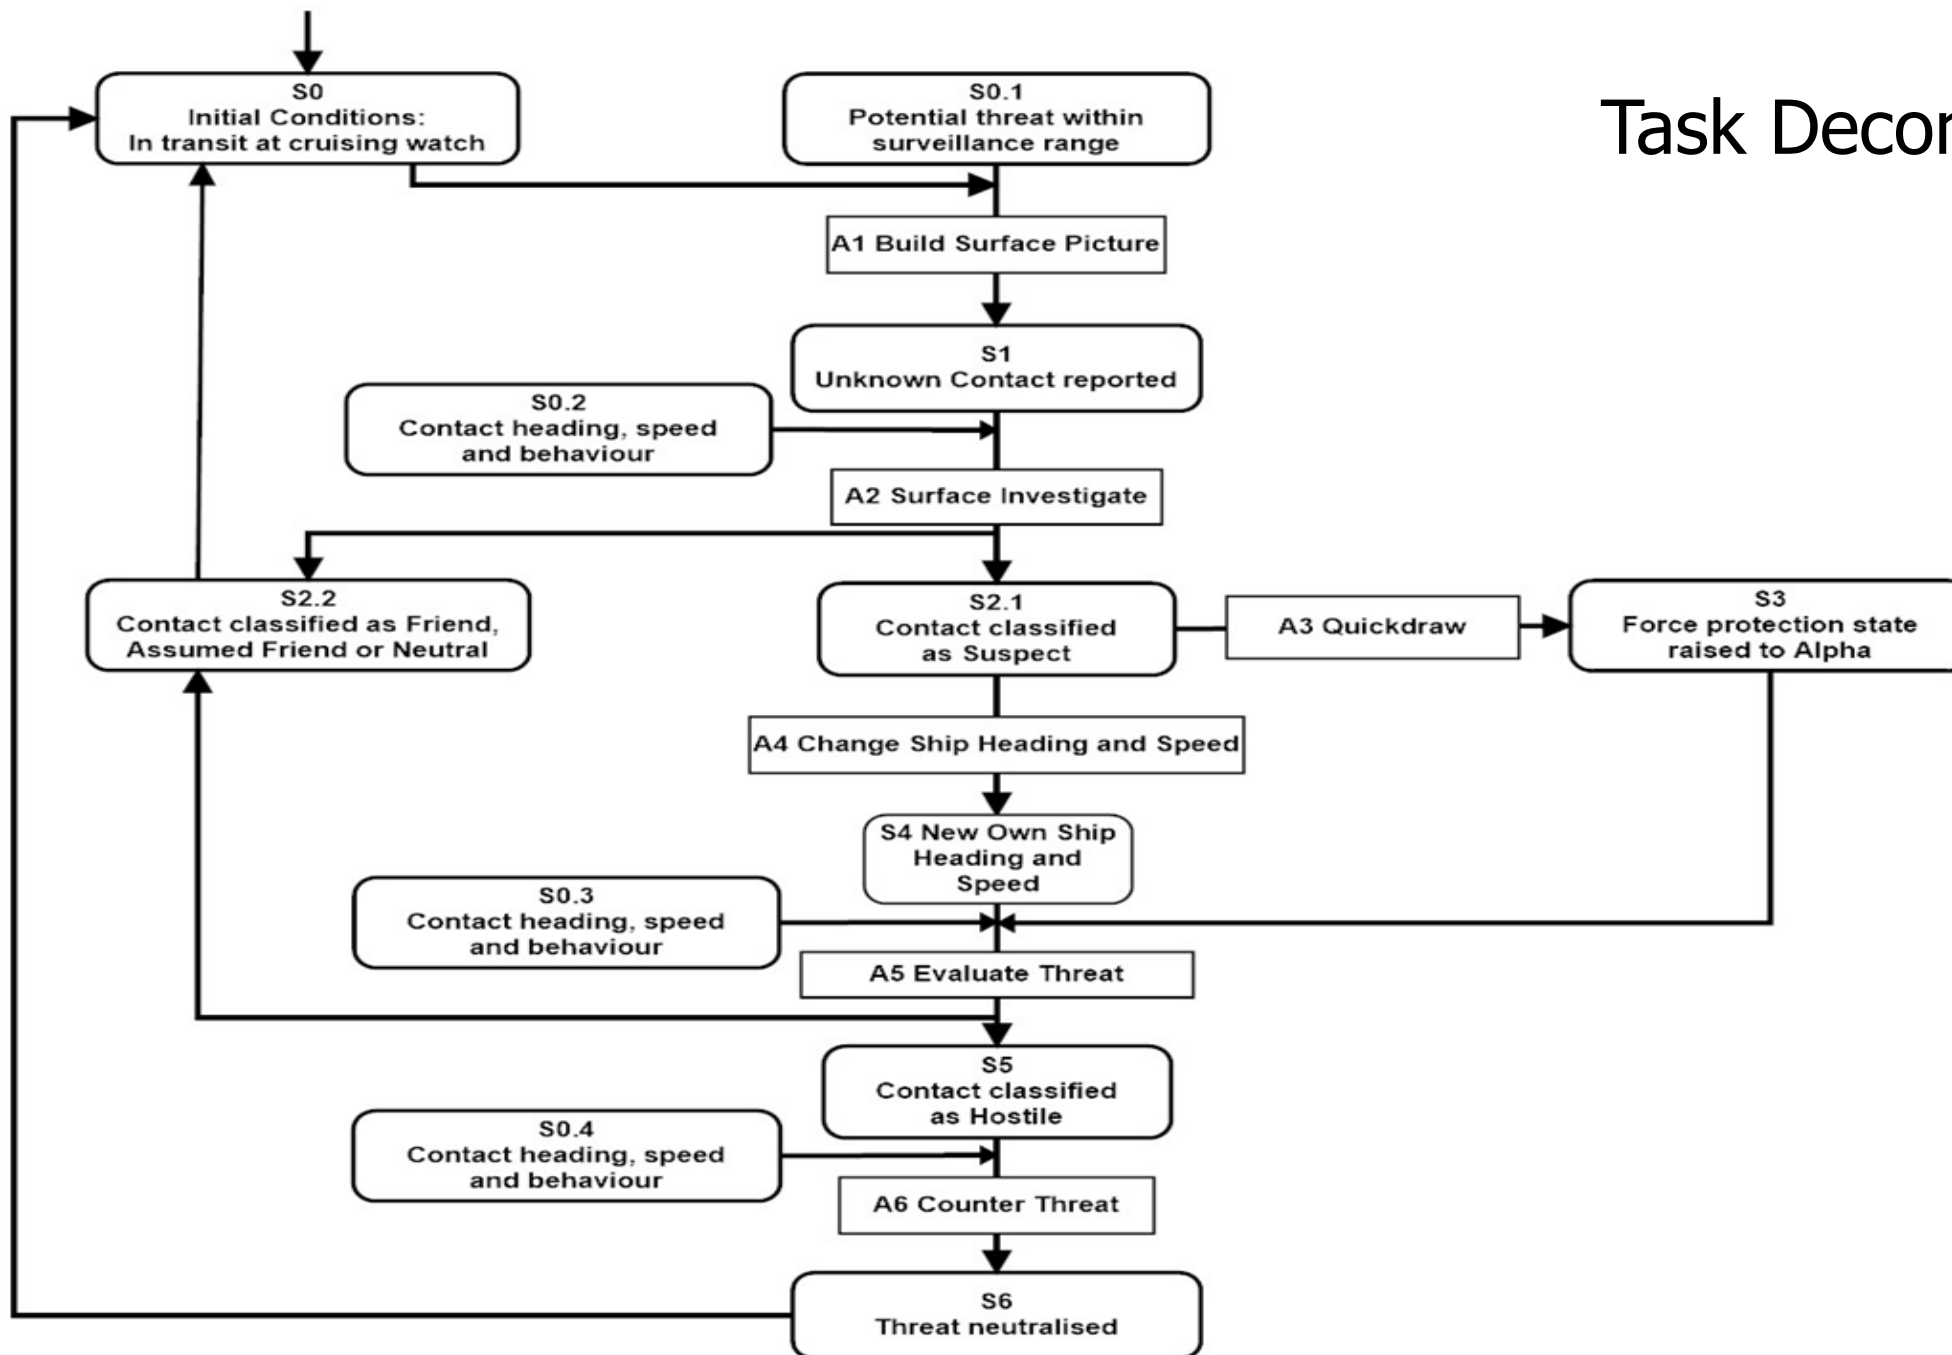 S0
Initial Conditions:
In transit at cruising watch
S0.1
Potential threat within
surveillance range
Task Decor
A1 Build Surface Picture
S1
Unknown Contact reported
S0.2
Contact heading, speed
and behaviour
A2 Surface Investigate
S2.2
Contact classified as Friend,
Assumed Friend or Neutral
S2.1
Contact classified
as Suspect
A3 Quickdraw
S3
Force protection state
raised to Alpha
A4 Change Ship Heading and Speed
S4 New Own Ship
Heading and
Speed
S0.3
Contact heading, speed
and behaviour
A5 Evaluate Threat
S5
Contact classified
as Hostile
S0.4
Contact heading, speed
and behaviour
A6 Counter Threat
S6
Threat neutralised